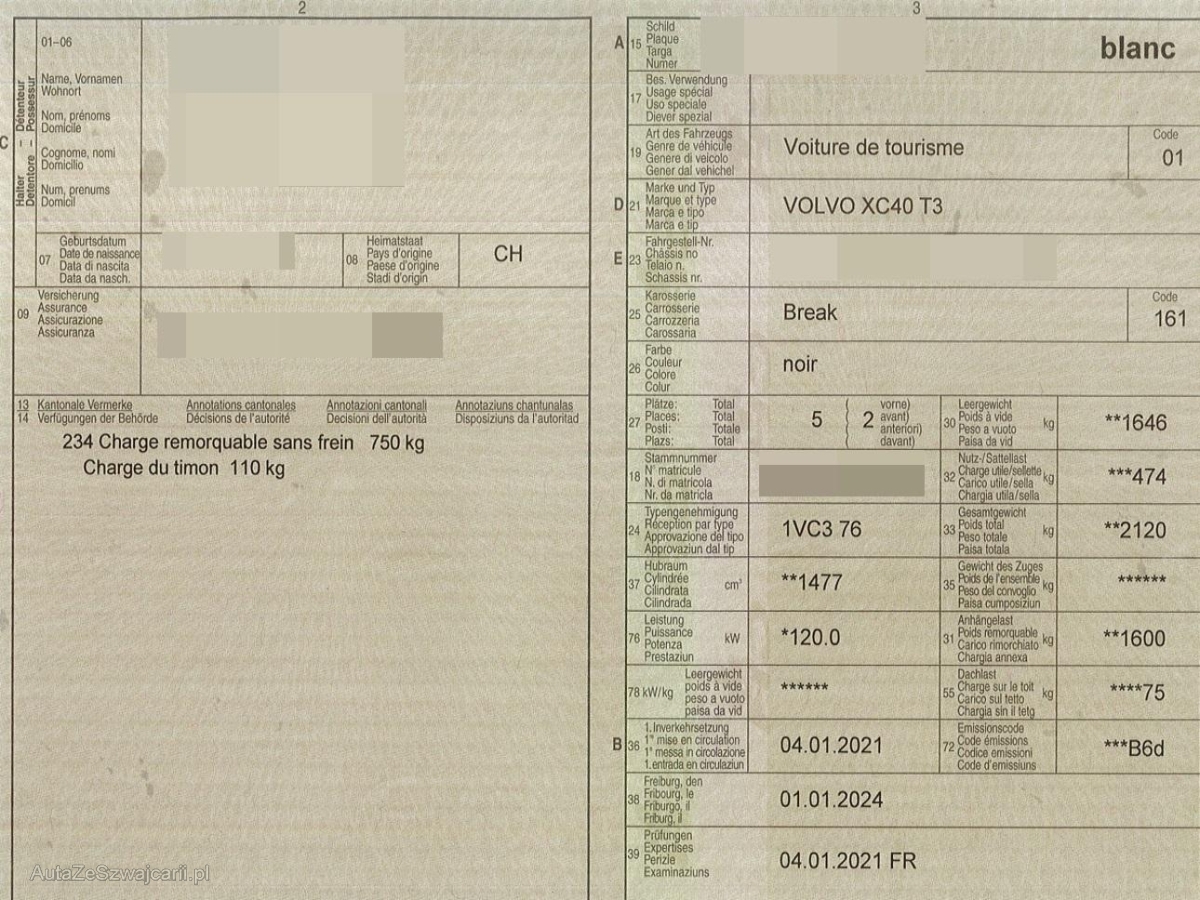 2
01–06
Name, Vornamen
Wohnort
Nom, prénoms
Domicile
Cognome, nomi
Domicilio
Num, prenums
Domicil
C
Halter – Détenteur
Detentore – Possessur
07
Geburtsdatum
Date de naissance
Data di nascita
Data da nasch.
08
Heimatstaat
Pays d'origine
Paese d'origine
Stadi d'origin
CH
09
Versicherung
Assurance
Assicurazione
Assicuranza
13 Kantonale Vermerke Annotations cantonales Annotazioni cantonali Annotaziuns chantunalas
14 Verfügungen der Behörde Décisions de l'autorité Decisioni dell'autorità Disposiziuns da l'autoritad
234 Charge remorquable sans frein 750 kg
Charge du timon 110 kg
AutaZeSzwajcarii.pl
3
A 15
Schild
Plaque
Targa
Numer
blanc
17
Bes. Verwendung
Usage spécial
Uso speciale
Diever spezial
19
Art des Fahrzeugs
Genre de véhicule
Genere di veicolo
Gener dal vehichel
Voiture de tourisme
Code
01
D 21
Marke und Typ
Marque et type
Marca e tipo
Marca e tip
VOLVO XC40 T3
E 23
Fahrgestell-Nr.
Châssis no
Telaio n.
Schassis nr.
25
Karosserie
Carrosserie
Carrozzeria
Carossaria
Break
Code
161
26
Farbe
Couleur
Colore
Colur
noir
27
Plätze: Total
Places: Total
Posti: Totale
Plazs: Total
5
( vorne)
( 2 avant)
( anteriori)
( davant)
30
Leergewicht
Poids à vide
Peso a vuoto
Paisa da vid
kg
**1646
18
Stammnummer
N° matricule
N. di matricola
Nr. da matricla
32
Nutz-/Sattellast
Charge utile/sellette
Carico utile/sella
Chargia utila/sella
kg
***474
24
Typengenehmigung
Réception par type
Approvazione del tipo
Approvaziun dal tip
1VC3 76
33
Gesamtgewicht
Poids total
Peso totale
Paisa totala
kg
**2120
37
Hubraum
Cylindrée
Cilindrata
Cilindrada
cm³
**1477
35
Gewicht des Zuges
Poids de l'ensemble
Peso del convoglio
Paisa cumposiziun
kg
******
76
Leistung
Puissance
Potenza
Prestaziun
kW
*120.0
31
Anhängelast
Poids remorquable
Carico rimorchiato
Chargia annexa
kg
**1600
78 kW/kg
Leergewicht
poids à vide
peso a vuoto
paisa da vid
******
55
Dachlast
Charge sur le toit
Carico sul tetto
Chargia sin il tetg
kg
****75
B 36
1. Inverkehrsetzung
1° mise en circulation
1° messa in circolazione
1. entrada en circulaziun
04.01.2021
72
Emissionscode
Code émissions
Codice emissioni
Code d'emissiuns
***B6d
38
Freiburg, den
Fribourg, le
Friburgo, il
Friburg, il
01.01.2024
39
Prüfungen
Expertises
Perizie
Examinaziuns
04.01.2021 FR